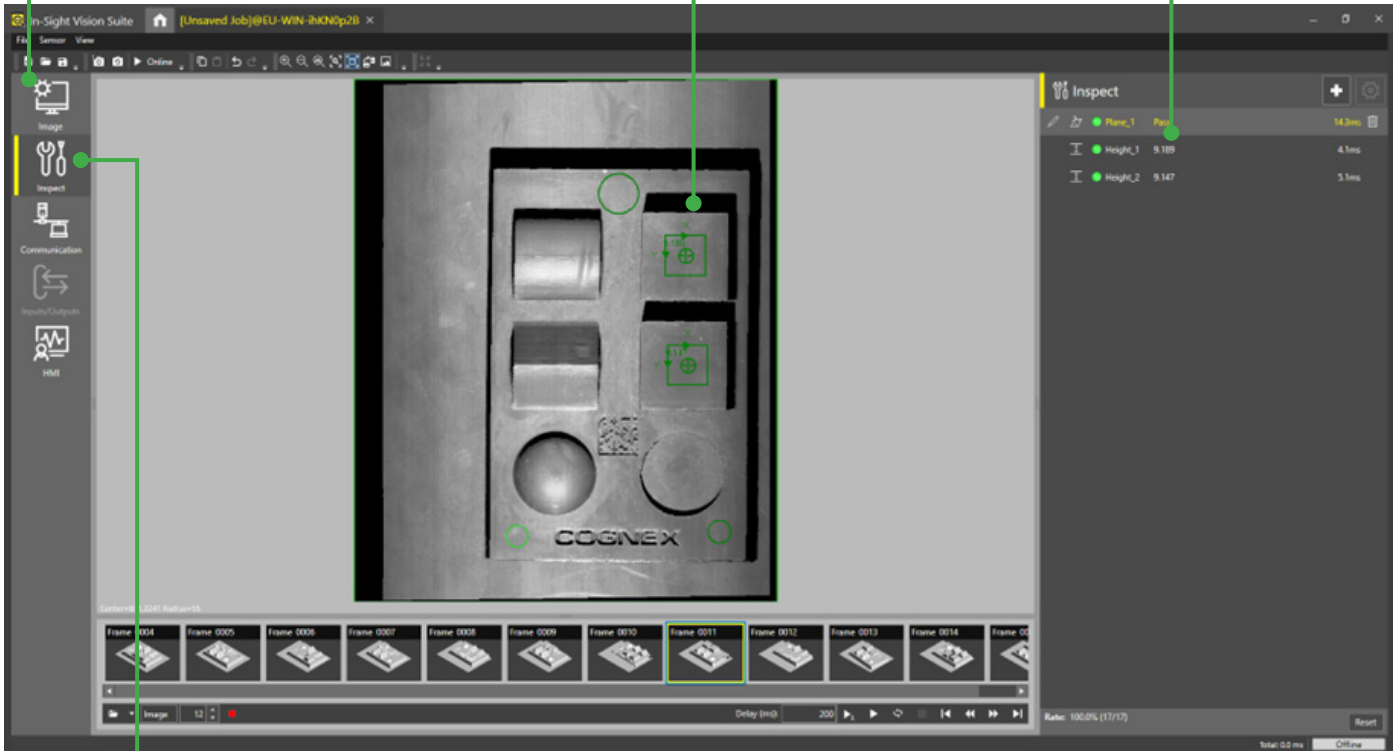 In-Sight Vision Suite
[Unsaved Job]@EU-WIN-ihKN0p2B ×
File Sensor View
Online
Image
Inspect
Communication
Inputs/Outputs
HMI
COGNEX
Frame 0004 Frame 0005 Frame 0006 Frame 0007 Frame 0008 Frame 0009 Frame 0010 Frame 0011 Frame 0012 Frame 0013 Frame 0014 Frame 00
Image 12 Delay (ms) 200
Inspect
Plane_1 Pass 14.3ms
Height_1 9.189 4.1ms
Height_2 9.147 5.1ms
Rate: 100.0% (17/17)
Reset
Total: 0.0 ms Offline